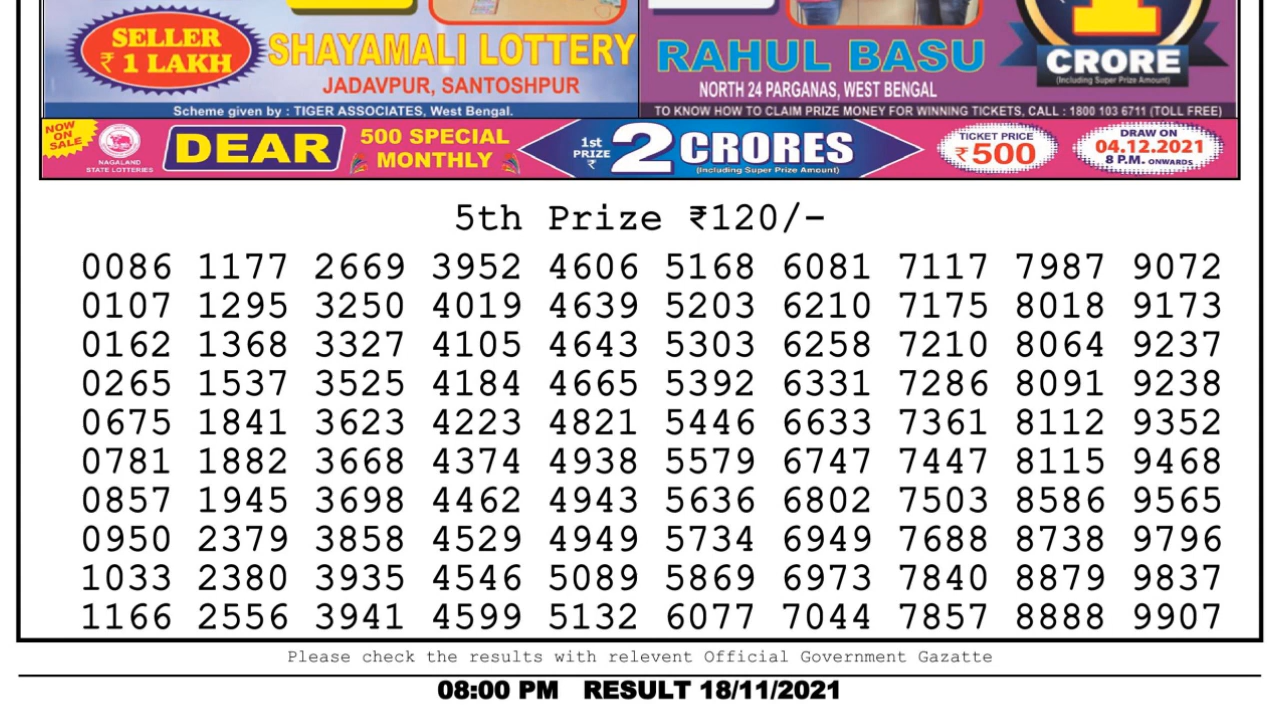 SELLER
₹ 1 LAKH
SHAYAMALI LOTTERY
JADAVPUR, SANTOSHPUR
Scheme given by : TIGER ASSOCIATES, West Bengal.
RAHUL BASU
NORTH 24 PARGANAS, WEST BENGAL
1
CRORE
(Including Super Prize Amount)
TO KNOW HOW TO CLAIM PRIZE MONEY FOR WINNING TICKETS, CALL : 1800 103 6711 (TOLL FREE)
NOW ON SALE
NAGALAND
STATE LOTTERIES
DEAR
500 SPECIAL
MONTHLY
1st
PRIZE
₹
2 CRORES
(Including Super Prize Amount)
TICKET PRICE
₹500
DRAW ON
04.12.2021
8 P.M. ONWARDS
5th Prize ₹120/-
0086 1177 2669 3952 4606 5168 6081 7117 7987 9072
0107 1295 3250 4019 4639 5203 6210 7175 8018 9173
0162 1368 3327 4105 4643 5303 6258 7210 8064 9237
0265 1537 3525 4184 4665 5392 6331 7286 8091 9238
0675 1841 3623 4223 4821 5446 6633 7361 8112 9352
0781 1882 3668 4374 4938 5579 6747 7447 8115 9468
0857 1945 3698 4462 4943 5636 6802 7503 8586 9565
0950 2379 3858 4529 4949 5734 6949 7688 8738 9796
1033 2380 3935 4546 5089 5869 6973 7840 8879 9837
1166 2556 3941 4599 5132 6077 7044 7857 8888 9907
Please check the results with relevent Official Government Gazatte
08:00 PM RESULT 18/11/2021